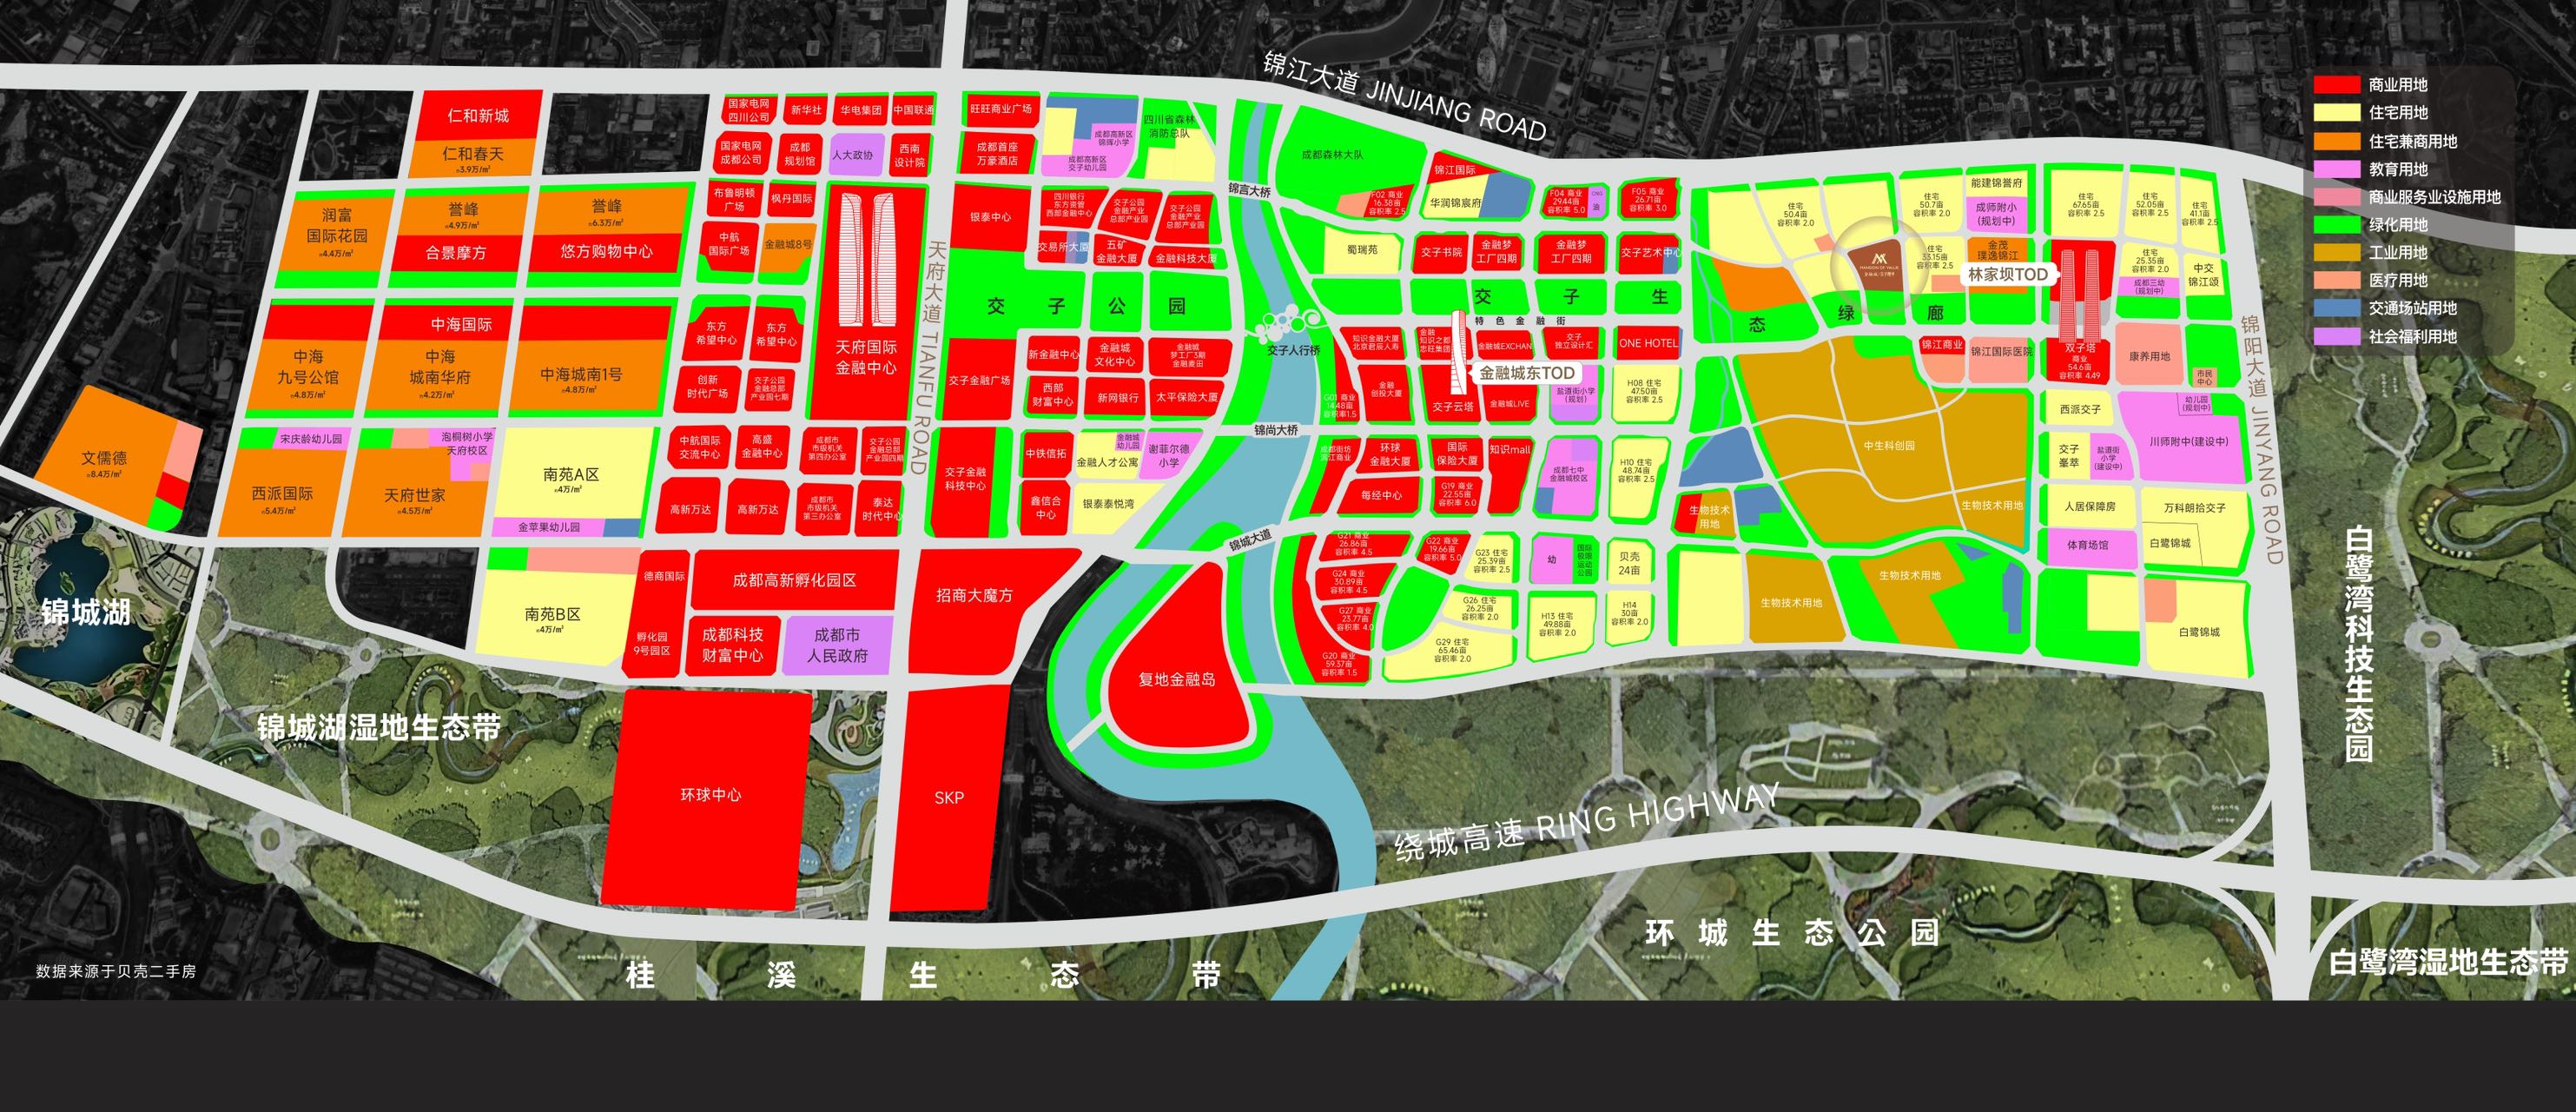 锦江大道 JINJIANG ROAD
商业用地
住宅用地
住宅兼商用地
教育用地
商业服务业设施用地
绿化用地
工业用地
医疗用地
交通场站用地
社会福利用地
仁和新城
仁和春天
约3.9万/m²
国家电网
四川公司
新华社
华电集团
中国联通
国家电网
成都公司
成都
规划馆
人大政协
西南
设计院
旺旺商业广场
成都首座
万豪酒店
成都高新区
锦晖小学
成都高新区
交子幼儿园
四川省森林
消防总队
锦言大桥
成都森林大队
锦江国际
华润锦宸府
F02 商业
16.38亩
容积率 2.5
F04 商业
29.44亩
容积率 5.0
F05 商业
26.71亩
容积率 3.0
润富
国际花园
约4.4万/m²
誉峰
约4.9万/m²
合景摩方
誉峰
约6.3万/m²
悠方购物中心
布鲁明顿
广场
枫丹国际
中航
国际广场
金融城8号
天府国际
金融中心
天府大道 TIANFU ROAD
银泰中心
四川银行
东方资管
西部金融中心
交子公园
金融产业
总部产业园
交子公园
金融产业
总部产业园
交易所大厦
五矿
金融大厦
金融科技大厦
交子公园
蜀瑞苑
交子书院
金融梦
工厂四期
金融梦
工厂四期
交子艺术中心
交子生态绿廊
特色金融街
交子人行桥
住宅
50.4亩
容积率 2.0
住宅
50.7亩
容积率 2.0
住宅
33.15亩
容积率 2.5
能建锦誉府
成师附小
(规划中)
金茂
璞逸锦江
林家坝TOD
住宅
67.65亩
容积率 2.5
住宅
52.05亩
容积率 2.5
住宅
41.1亩
容积率 2.5
住宅
25.35亩
容积率 2.0
成都三幼
(规划中)
中交
锦江颂
中海国际
中海
九号公馆
约4.8万/m²
中海
城南华府
约4.2万/m²
中海城南1号
约4.8万/m²
东方
希望中心
东方
希望中心
创新
时代广场
交子公园
金融总部
产业园七期
交子金融广场
新金融中心
金融城
文化中心
金融城
梦工厂3期
金融麦田
西部
财富中心
新网银行
太平保险大厦
知识金融大厦
北京君辰人寿
金融
创投大厦
交子云塔
金融城东TOD
金融城LIVE
交子
独立设计汇
ONE HOTEL
盐道街小学
(规划)
H08 住宅
47.50亩
容积率 2.5
锦江商业
锦江国际医院
双子塔
商业
54.6亩
容积率 4.49
康养用地
市民
中心
锦阳大道 JINYANG ROAD
文儒德
约8.4万/m²
宋庆龄幼儿园
西派国际
约5.4万/m²
泡桐树小学
天府校区
天府世家
约4.5万/m²
南苑A区
约4万/m²
金苹果幼儿园
中航国际
交流中心
高盛
金融中心
成都市
市级机关
第四办公室
交子公园
金融总部
产业园四期
高新万达
高新万达
成都市
市级机关
第三办公室
泰达
时代中心
交子金融
科技中心
中铁信托
金融人才公寓
金融城
幼儿园
谢菲尔德
小学
鑫信合
中心
银泰泰悦湾
锦尚大桥
环球
金融大厦
国际
保险大厦
知识mall
每经中心
G19 商业
22.55亩
容积率 6.0
成都七中
金融城校区
H10 住宅
48.74亩
容积率 2.5
中生科创园
生物技术
用地
生物技术用地
西派交子
幼儿园
(规划中)
川师附中(建设中)
交子
峯萃
盐道街
小学
(建设中)
人居保障房
万科朗拾交子
体育场馆
白鹭锦城
锦城湖
南苑B区
约4万/m²
德商国际
成都高新孵化园区
孵化园
9号园区
成都科技
财富中心
成都市
人民政府
招商大魔方
锦城大道
复地金融岛
G21 商业
26.86亩
容积率 4.5
G22 商业
19.66亩
容积率 5.0
G23 住宅
25.39亩
容积率 2.5
G24 商业
30.89亩
容积率 4.5
G27 商业
23.77亩
容积率 4.0
G26 住宅
26.25亩
容积率 2.0
G29 住宅
65.46亩
容积率 2.0
G20 商业
59.37亩
容积率 1.5
幼
国际
极限
运动
公园
贝壳
24亩
H13 住宅
49.88亩
容积率 2.0
H14
30亩
容积率 2.0
生物技术用地
生物技术用地
白鹭锦城
白鹭湾科技生态园
锦城湖湿地生态带
环球中心
SKP
绕城高速 RING HIGHWAY
环城生态公园
白鹭湾湿地生态带
桂溪生态带
数据来源于贝壳二手房